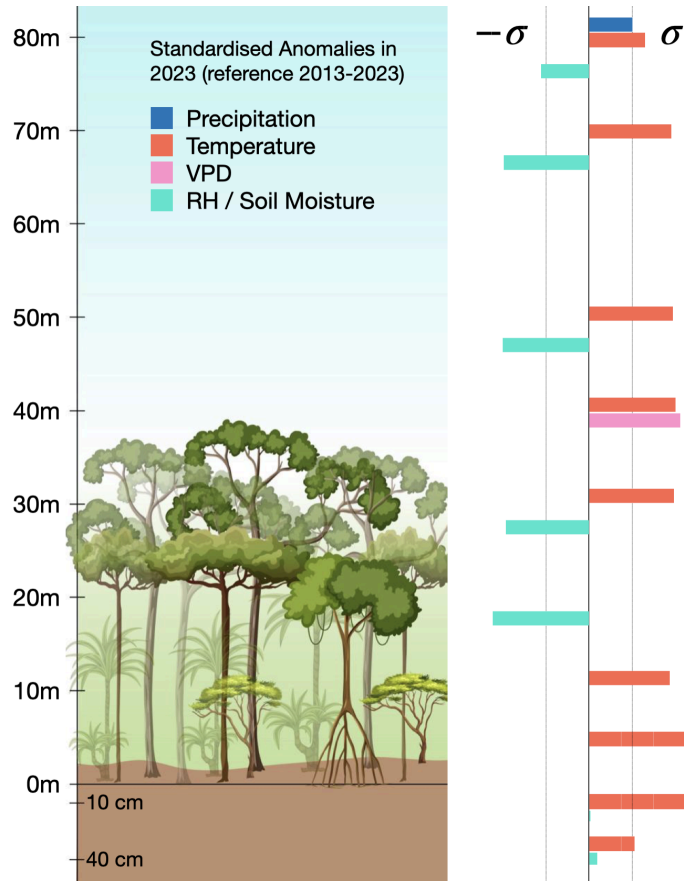 80m
−σ
σ
Standardised Anomalies in
2023 (reference 2013-2023)
Precipitation
Temperature
VPD
RH / Soil Moisture
70m
60m
50m
40m
30m
20m
10m
0m
10 cm
40 cm